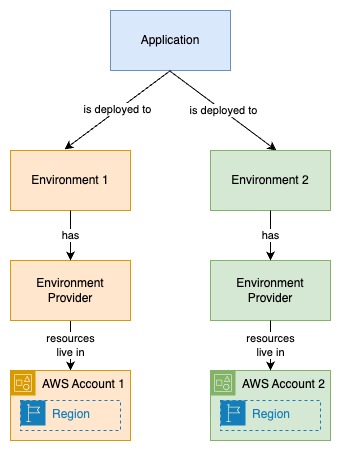 Application
is deployed to
is deployed to
Environment 1
Environment 2
has
has
Environment
Provider
Environment
Provider
resources
live in
resources
live in
AWS Account 1
Region
AWS Account 2
Region